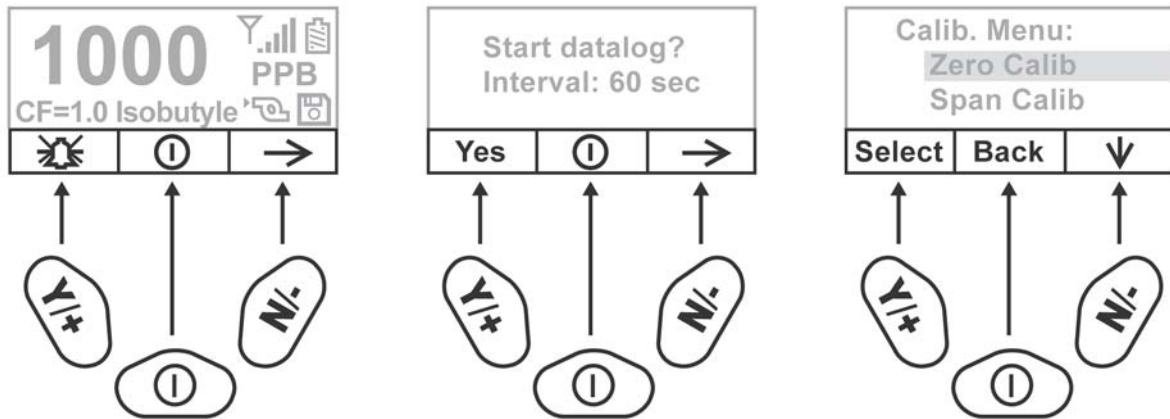 1000
PPB
CF=1.0 Isobutyle
Y/+
N/-
Start datalog?
Interval: 60 sec
Yes
Y/+
N/-
Calib. Menu:
Zero Calib
Span Calib
Select Back
Y/+
N/-